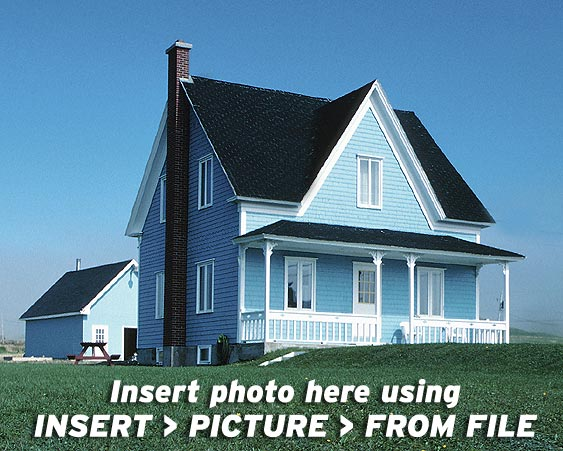 Insert photo here using
INSERT > PICTURE > FROM FILE